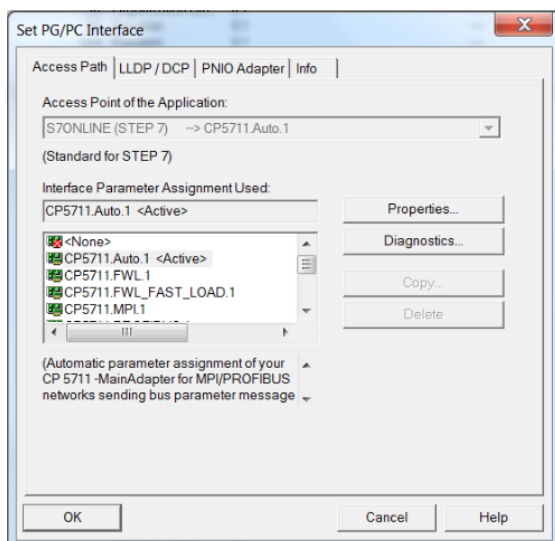 Set PG/PC Interface
Access Path
LLDP / DCP
PNIO Adapter
Info
Access Point of the Application:
S7ONLINE (STEP 7) --> CP5711.Auto.1
(Standard for STEP 7)
Interface Parameter Assignment Used:
CP5711.Auto.1 <Active>
Properties...
<None>
CP5711.Auto.1 <Active>
CP5711.FWL.1
CP5711.FWL_FAST_LOAD.1
CP5711.MPI.1
Diagnostics...
Copy...
Delete
(Automatic parameter assignment of your
CP 5711 -MainAdapter for MPI/PROFIBUS
networks sending bus parameter message
OK
Cancel
Help